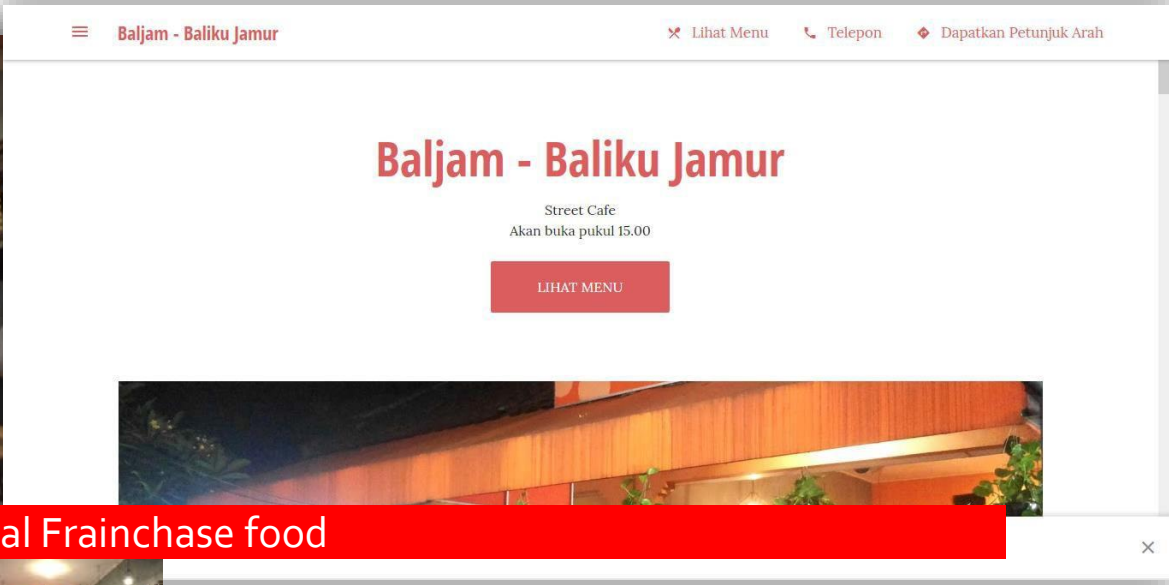 Baljam - Baliku Jamur
Lihat Menu
Telepon
Dapatkan Petunjuk Arah
Baljam - Baliku Jamur
Street Cafe
Akan buka pukul 15.00
LIHAT MENU
al Frainchase food